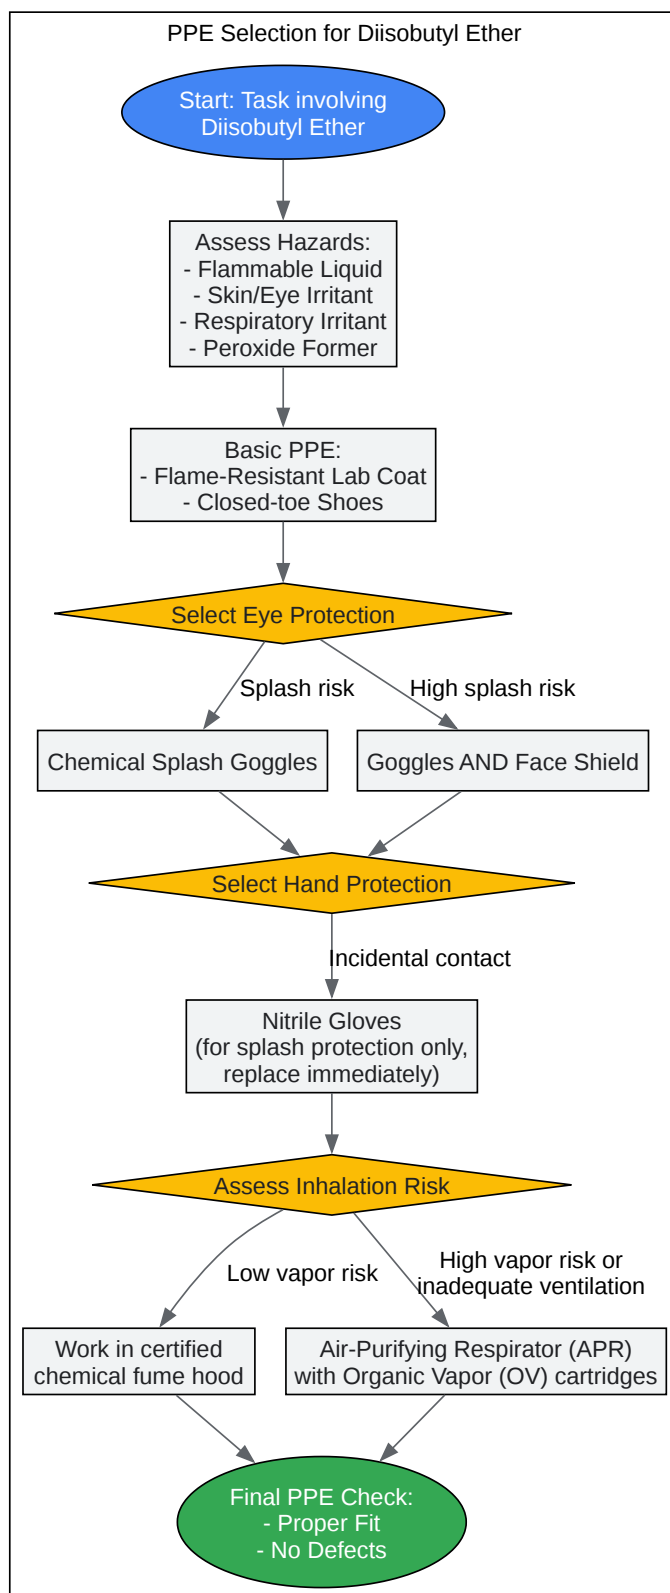 PPE Selection for Diisobutyl Ether
Start: Task involving
Diisobutyl Ether
Assess Hazards:
- Flammable Liquid
- Skin/Eye Irritant
- Respiratory Irritant
- Peroxide Former
Basic PPE:
- Flame-Resistant Lab Coat
- Closed-toe Shoes
Select Eye Protection
Splash risk
High splash risk
Chemical Splash Goggles
Goggles AND Face Shield
Select Hand Protection
Incidental contact
Nitrile Gloves
(for splash protection only,
replace immediately)
Assess Inhalation Risk
Low vapor risk
High vapor risk or
inadequate ventilation
Work in certified
chemical fume hood
Air-Purifying Respirator (APR)
with Organic Vapor (OV) cartridges
Final PPE Check:
- Proper Fit
- No Defects